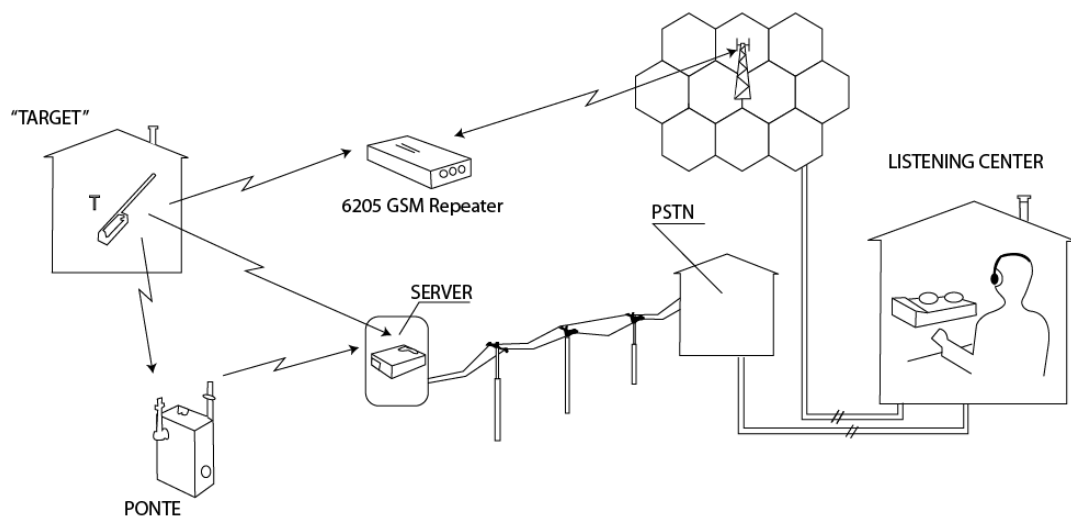 "TARGET"
T
6205 GSM Repeater
LISTENING CENTER
PSTN
SERVER
PONTE